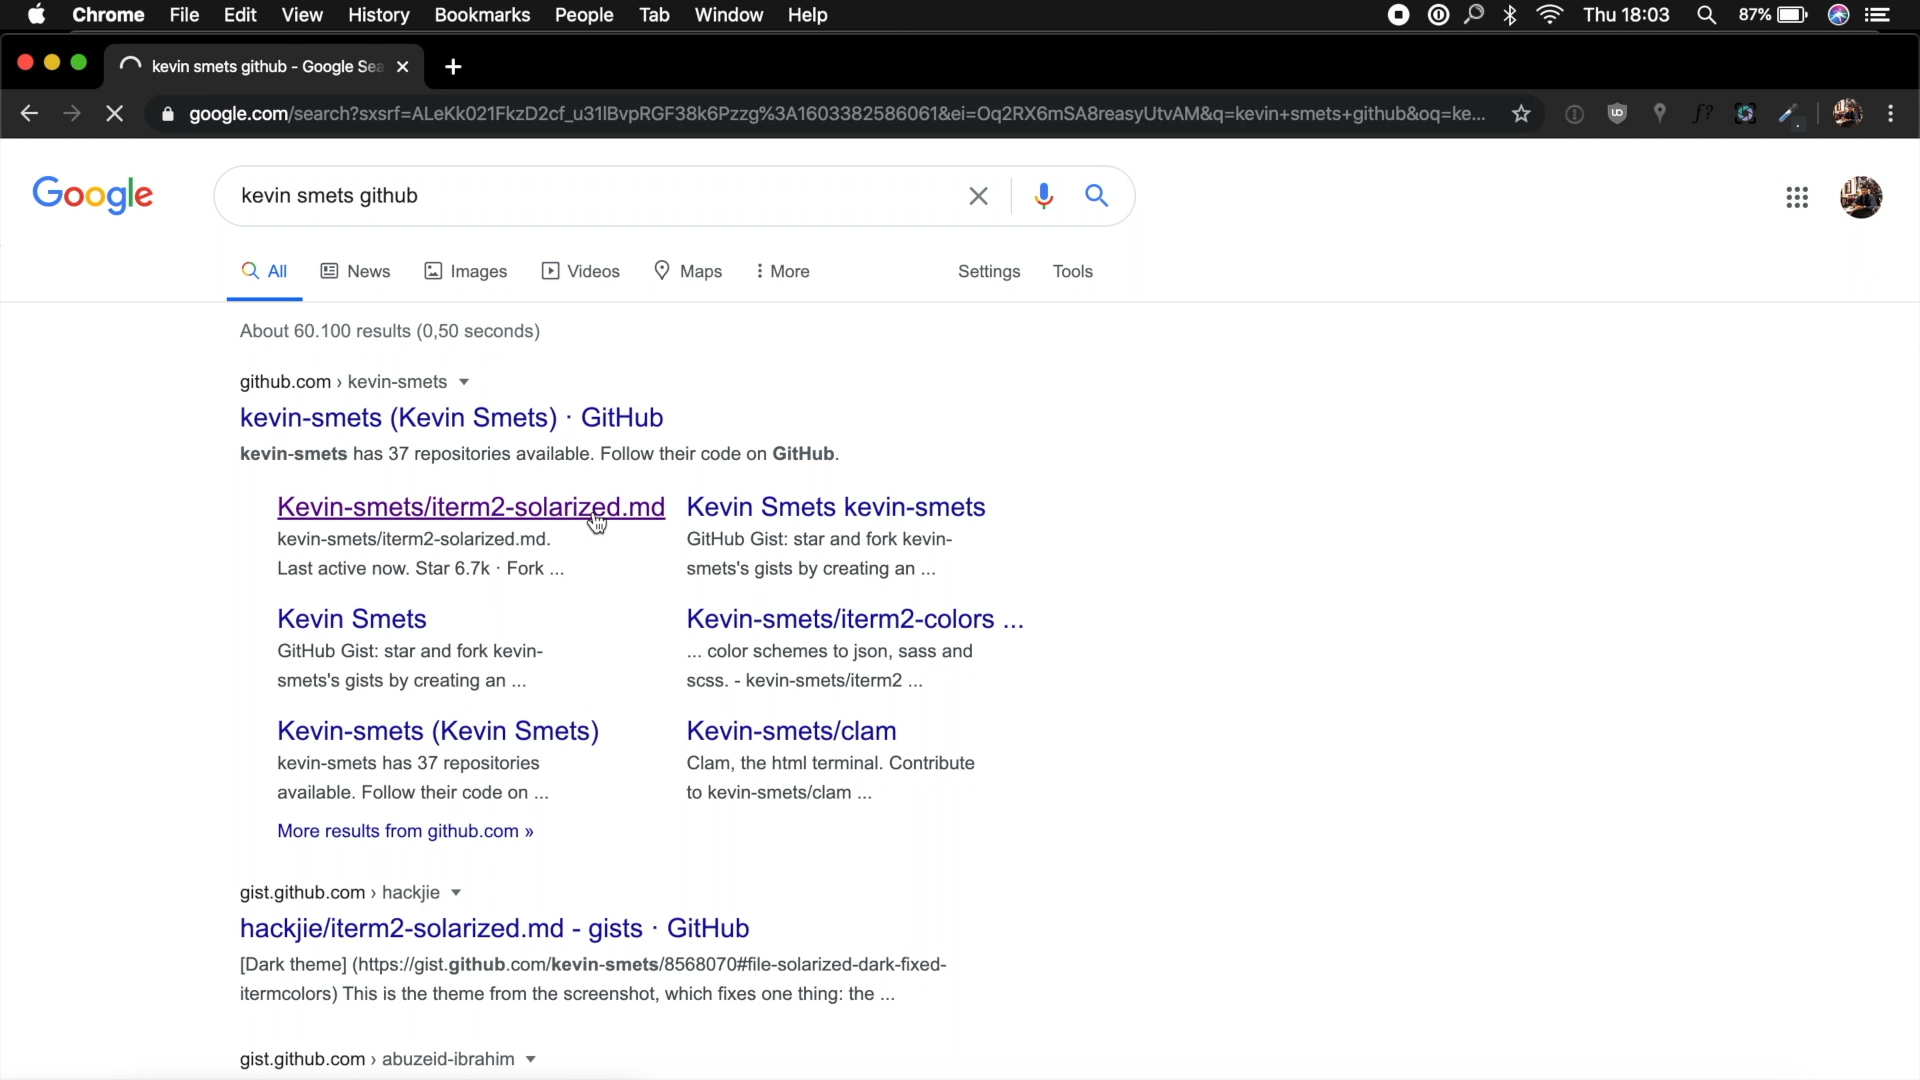 Chrome File Edit View History Bookmarks People Tab Window Help Thu 18:03 87%
kevin smets github - Google Sea
google.com/search?sxsrf=ALeKk021FkzD2cf_u31lBvpRGF38k6Pzzg%3A1603382586061&ei=Oq2RX6mSA8reasyUtvAM&q=kevin+smets+github&oq=ke...
Google kevin smets github
All News Images Videos Maps More Settings Tools
About 60.100 results (0,50 seconds)
github.com › kevin-smets
kevin-smets (Kevin Smets) · GitHub
kevin-smets has 37 repositories available. Follow their code on GitHub.
Kevin-smets/iterm2-solarized.md
kevin-smets/iterm2-solarized.md.
Last active now. Star 6.7k · Fork ...
Kevin Smets kevin-smets
GitHub Gist: star and fork kevin-
smets's gists by creating an ...
Kevin Smets
GitHub Gist: star and fork kevin-
smets's gists by creating an ...
Kevin-smets/iterm2-colors ...
... color schemes to json, sass and
scss. - kevin-smets/iterm2 ...
Kevin-smets (Kevin Smets)
kevin-smets has 37 repositories
available. Follow their code on ...
Kevin-smets/clam
Clam, the html terminal. Contribute
to kevin-smets/clam ...
More results from github.com »
gist.github.com › hackjie
hackjie/iterm2-solarized.md - gists · GitHub
[Dark theme] (https://gist.github.com/kevin-smets/8568070#file-solarized-dark-fixed-
itermcolors) This is the theme from the screenshot, which fixes one thing: the ...
gist.github.com › abuzeid-ibrahim